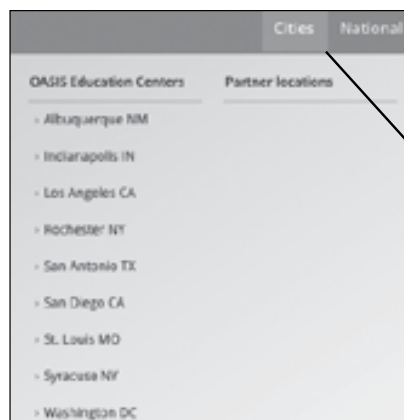 Cities National
OASIS Education Centers
Partner locations
› Albuquerque NM
› Indianapolis IN
› Los Angeles CA
› Rochester NY
› San Antonio TX
› San Diego CA
› St. Louis MO
› Syracuse NY
› Washington DC